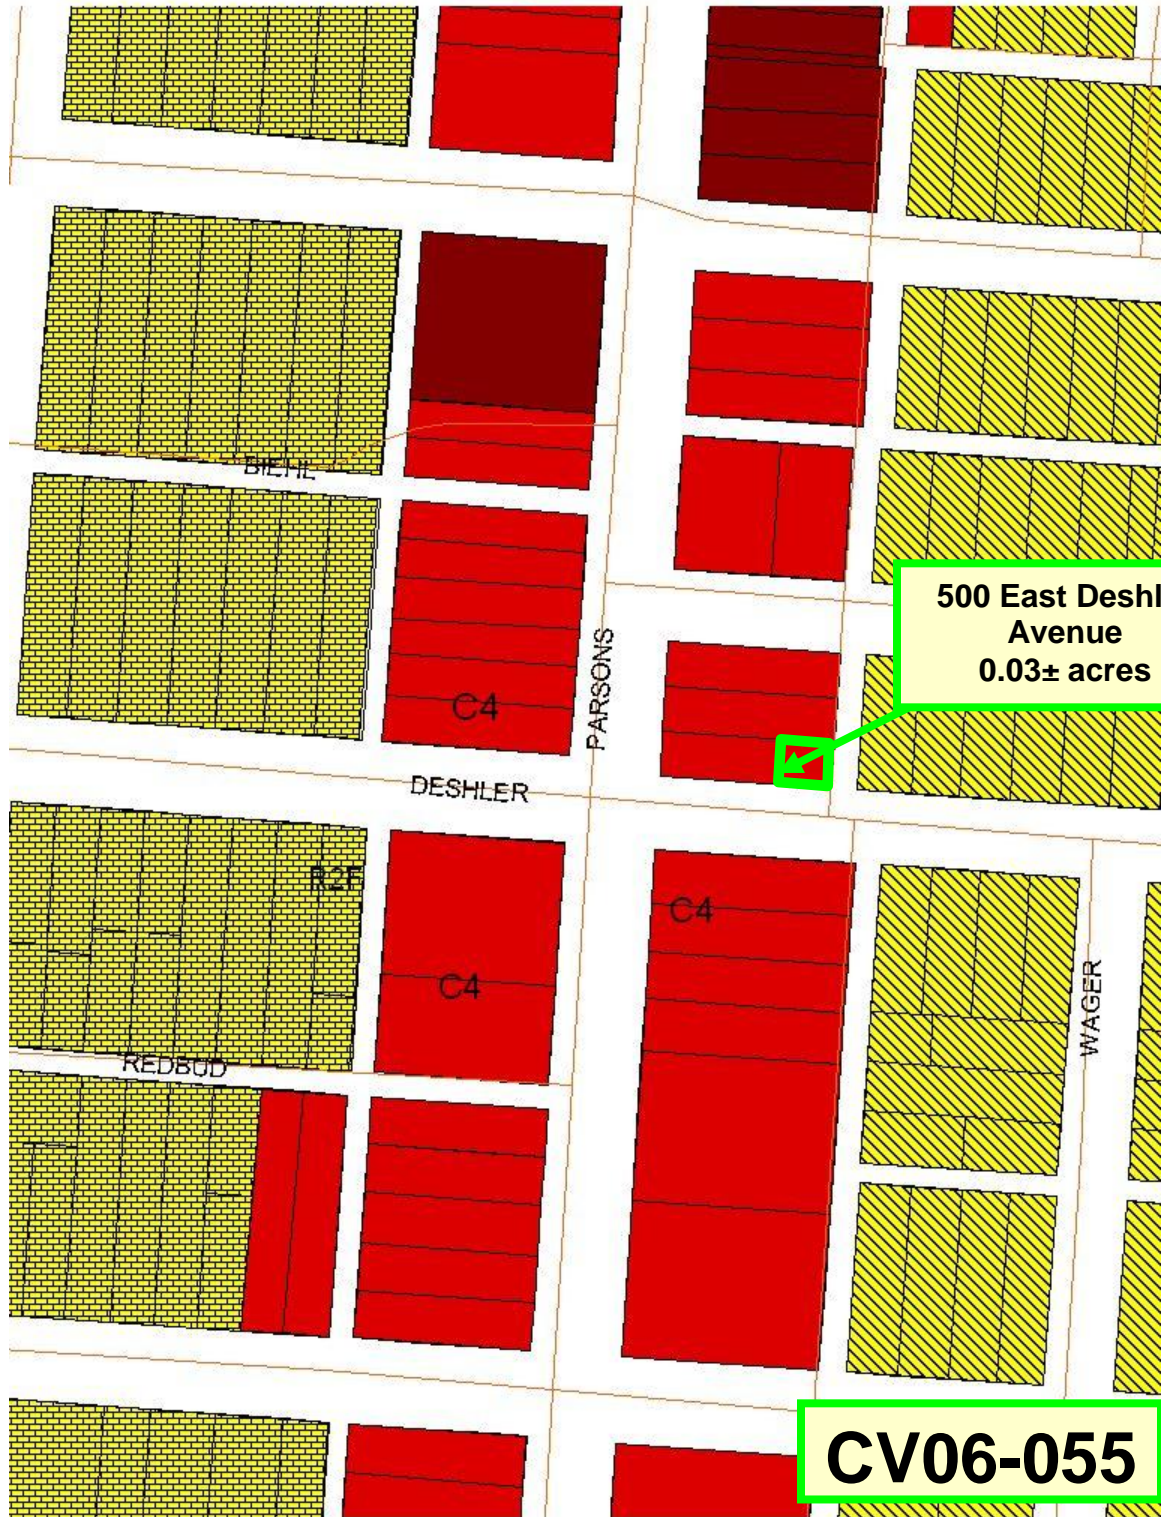 BIEHL
500 East Deshl
Avenue
0.03± acres
PARSONS
C4
DESHLER
R2F
C4
C4
WAGER
REDBUD
CV06-055